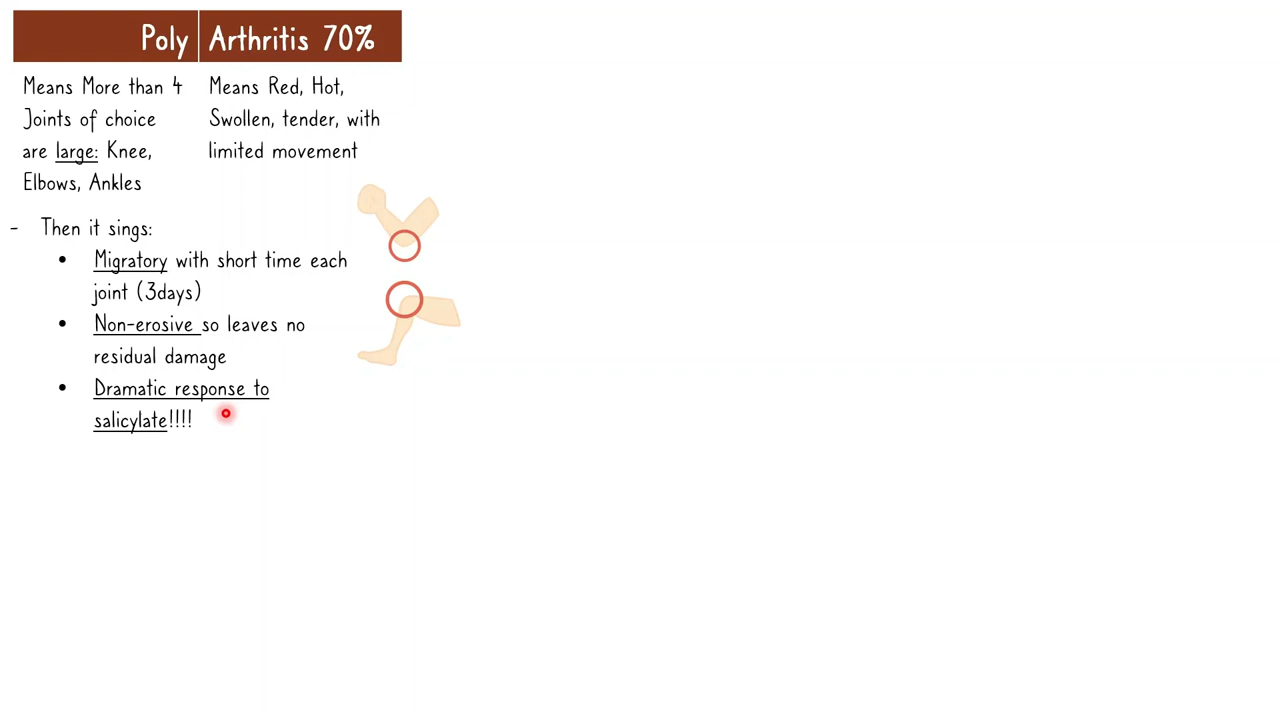 Poly Arthritis 70%
Means More than 4
Joints of choice
are large: Knee,
Elbows, Ankles
Means Red, Hot,
Swollen, tender, with
limited movement
- Then it sings:
• Migratory with short time each
joint (3days)
• Non-erosive so leaves no
residual damage
• Dramatic response to
salicylate!!!!